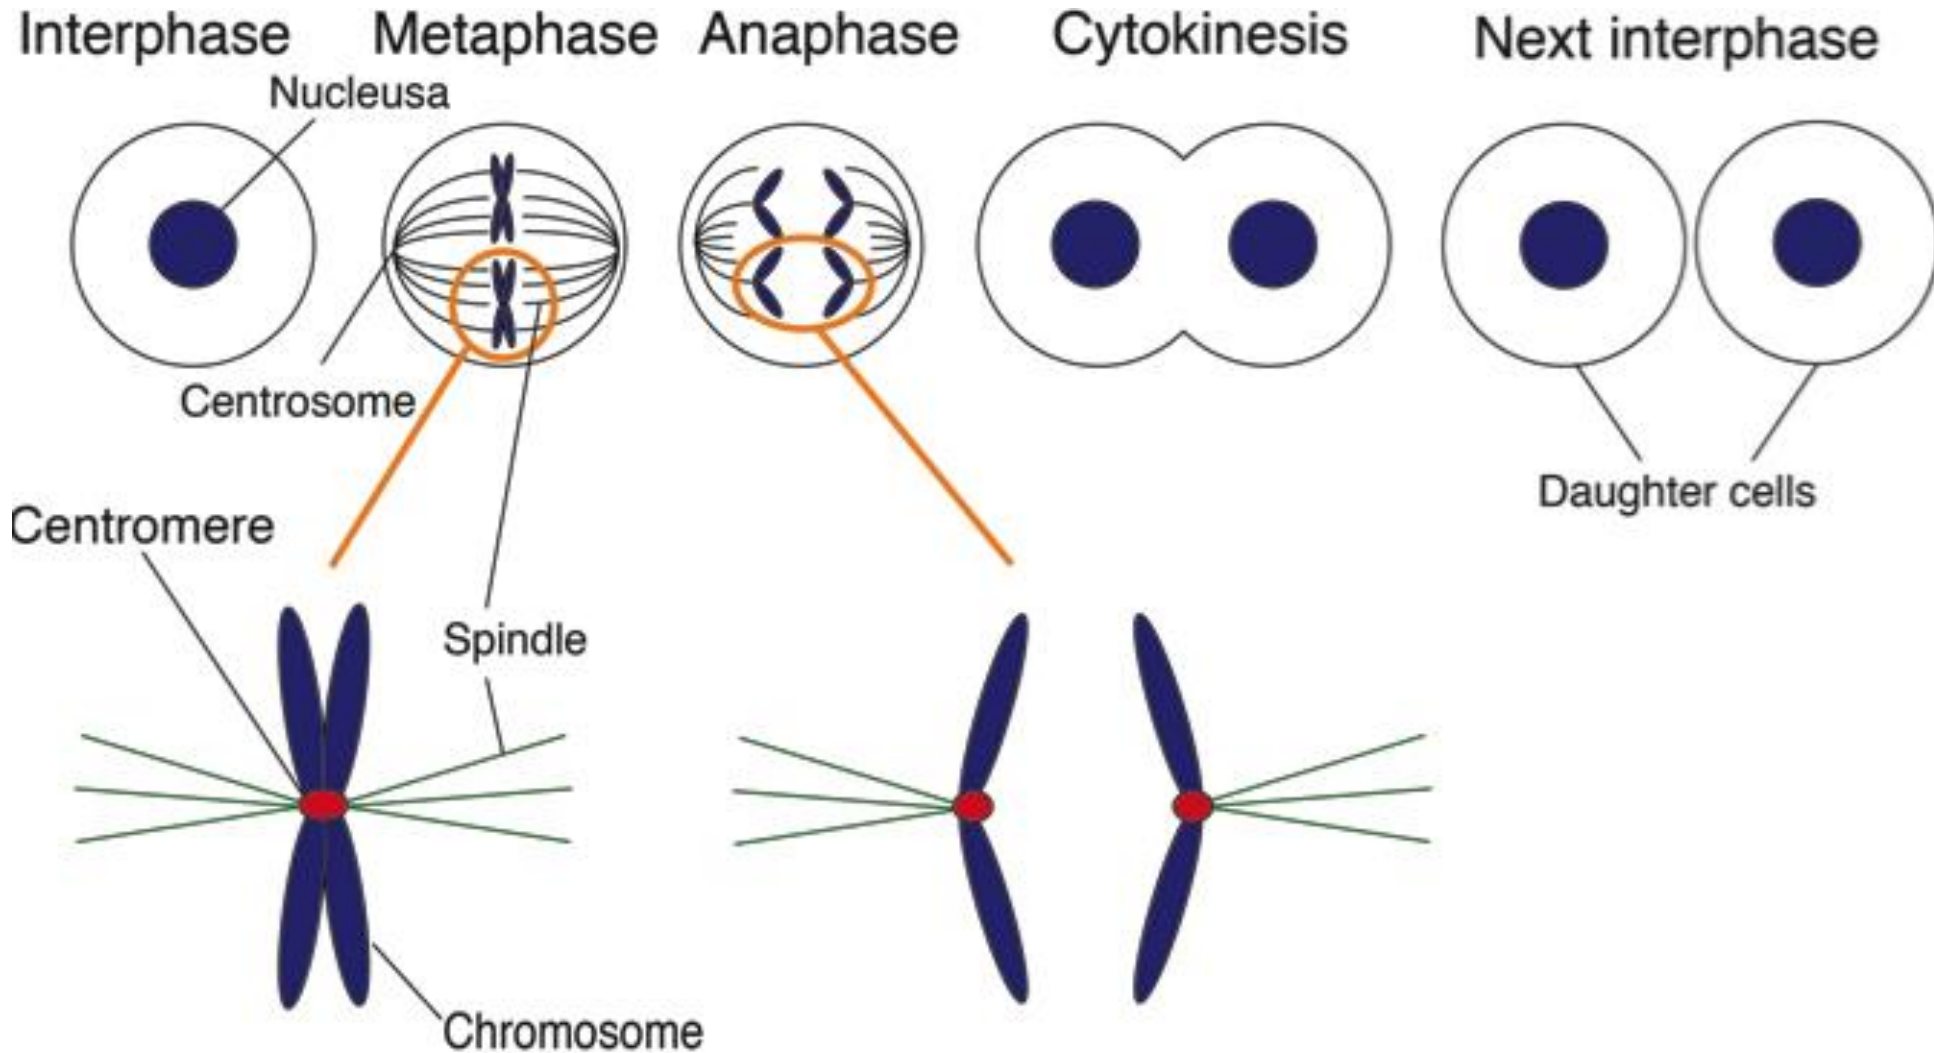 Interphase
Metaphase
Anaphase
Cytokinesis
Next interphase
Nucleusa
Centrosome
Daughter cells
Centromere
Spindle
Chromosome